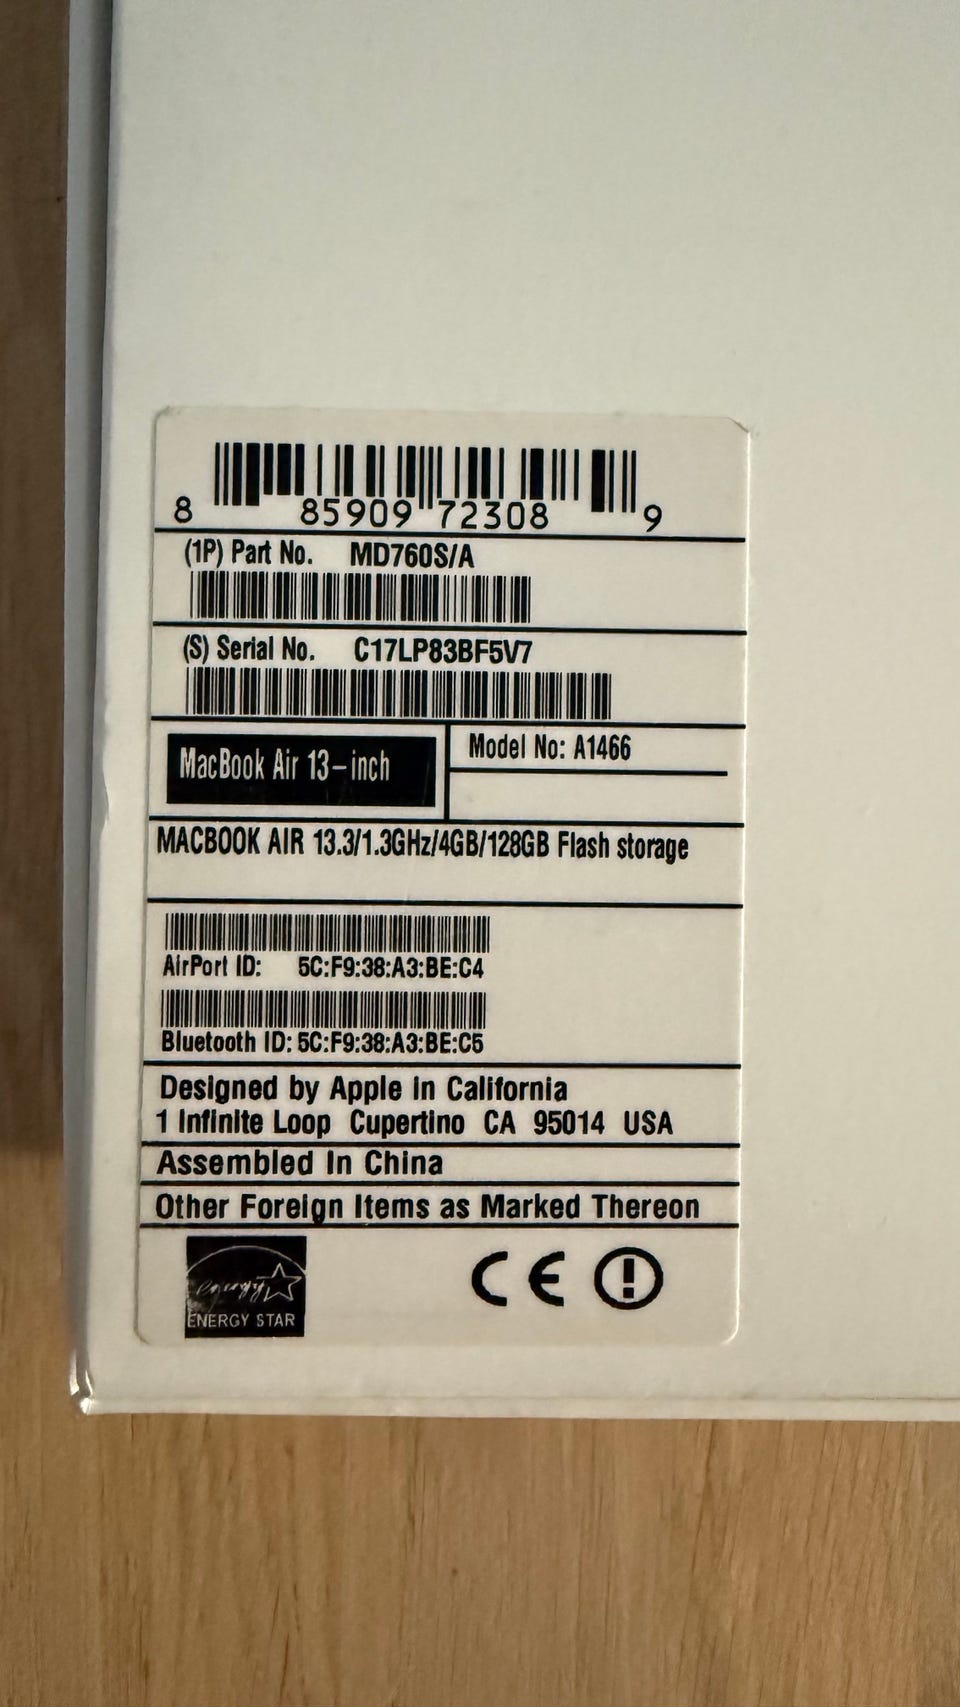 8 85909 72308 9
(1P) Part No. MD760S/A
(S) Serial No. C17LP83BF5V7
MacBook Air 13-inch
Model No: A1466
MACBOOK AIR 13.3/1.3GHz/4GB/128GB Flash storage
AirPort ID: 5C:F9:38:A3:BE:C4
Bluetooth ID: 5C:F9:38:A3:BE:C5
Designed by Apple in California
1 Infinite Loop Cupertino CA 95014 USA
Assembled In China
Other Foreign Items as Marked Thereon
energy
ENERGY STAR
CE